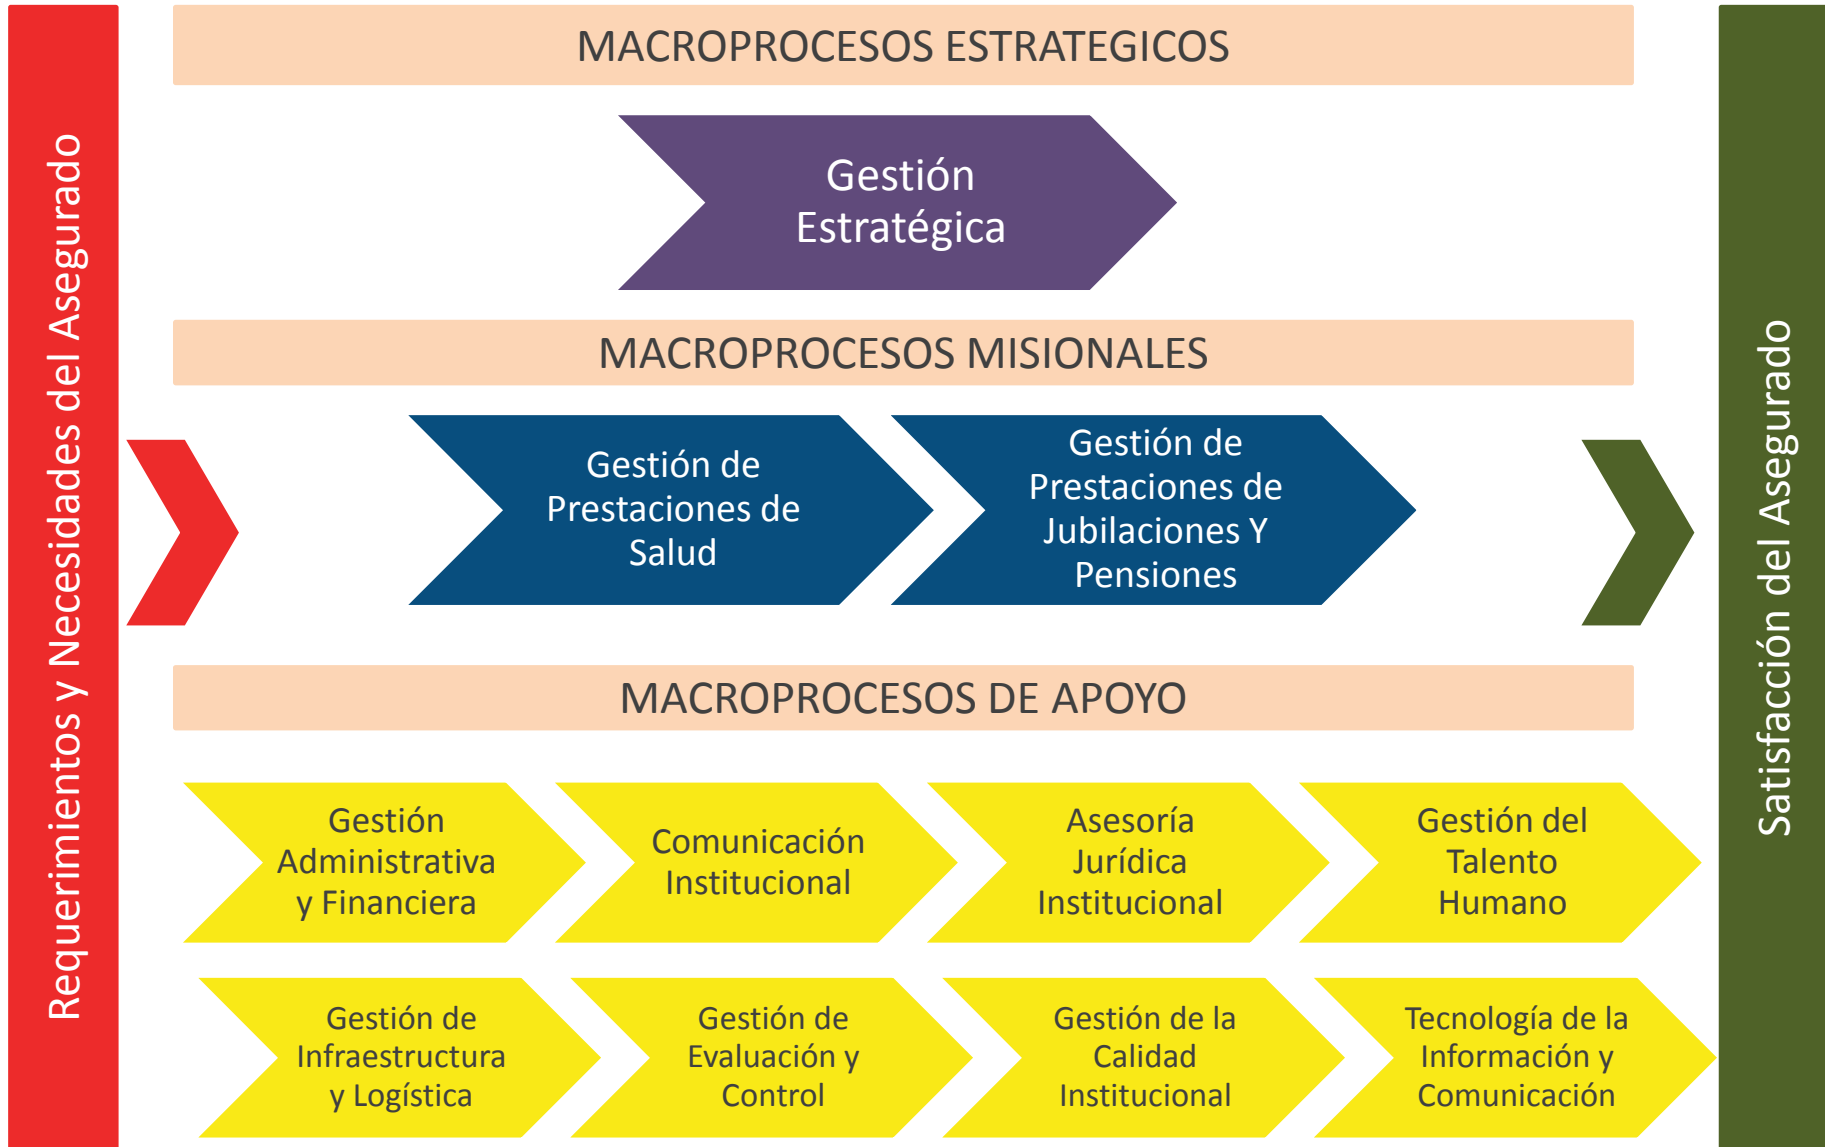 Requerimientos y Necesidades del Asegurado
MACROPROCESOS ESTRATEGICOS
Gestión
Estratégica
MACROPROCESOS MISIONALES
Gestión de
Prestaciones de
Salud
Gestión de
Prestaciones de
Jubilaciones Y
Pensiones
MACROPROCESOS DE APOYO
Gestión
Administrativa
y Financiera
Comunicación
Institucional
Asesoría
Jurídica
Institucional
Gestión del
Talento
Humano
Gestión de
Infraestructura
y Logística
Gestión de
Evaluación y
Control
Gestión de la
Calidad
Institucional
Tecnología de la
Información y
Comunicación
Satisfacción del Asegurado